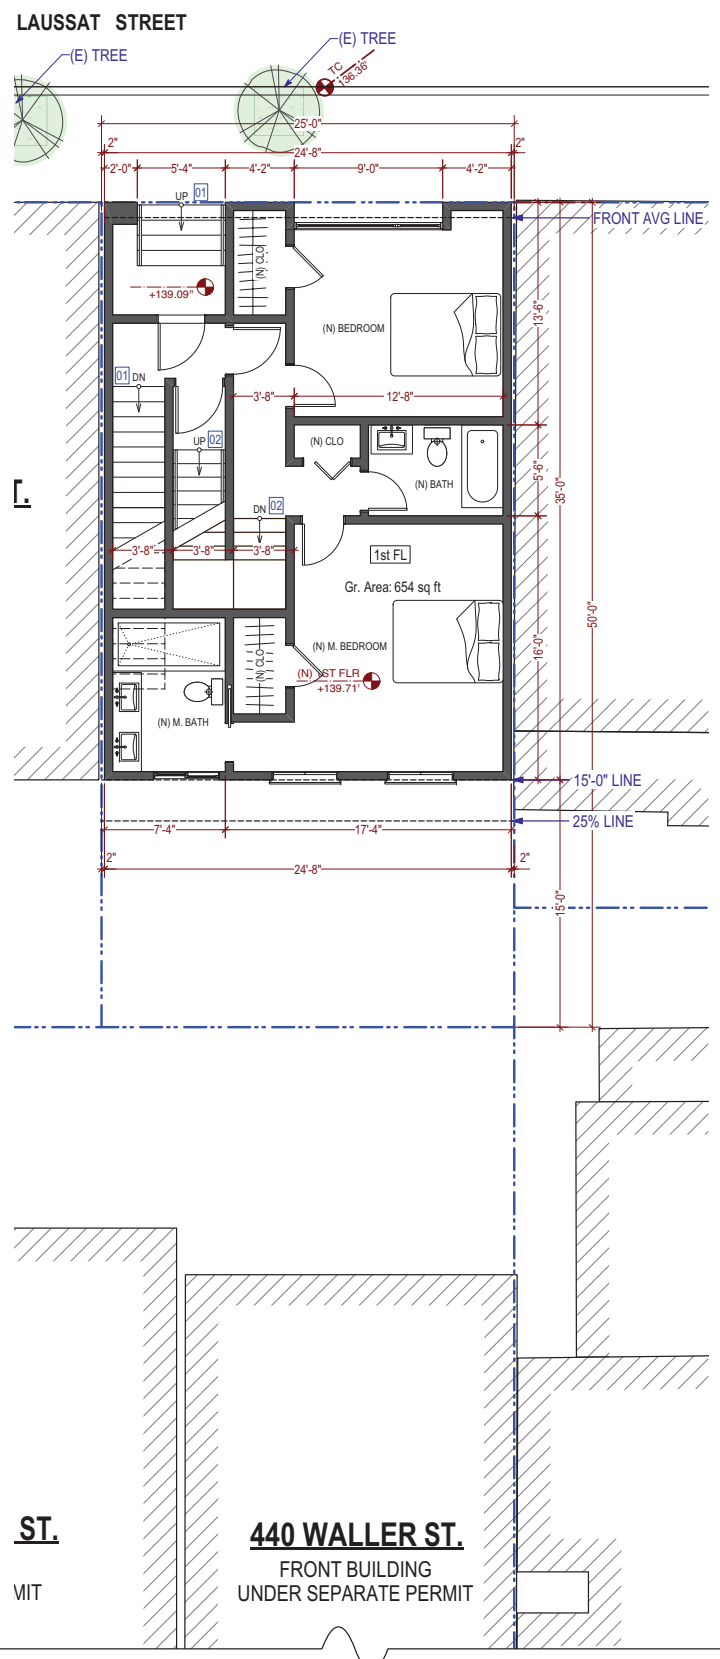 LAUSSAT STREET
(E) TREE
(E) TREE
TC
136.36'
25'-0"
2"
2"
24'-8"
2'-0"
5'-4"
4'-2"
9'-0"
4'-2"
UP 01
FRONT AVG LINE
(N) CLO
+139.09"
(N) BEDROOM
13'-6"
01 DN
3'-8"
12'-8"
UP 02
(N) CLO
(N) BATH
5'-6"
35'-0"
T.
DN 02
3'-8"
3'-8"
3'-8"
1st FL
Gr. Area: 654 sq ft
50'-0"
(N) CLO
(N) M. BEDROOM
16'-0"
(N) 1ST FLR
+139.71'
(N) M. BATH
15'-0" LINE
25% LINE
7'-4"
17'-4"
2"
2"
24'-8"
15'-0"
ST.
440 WALLER ST.
FRONT BUILDING
MIT
UNDER SEPARATE PERMIT